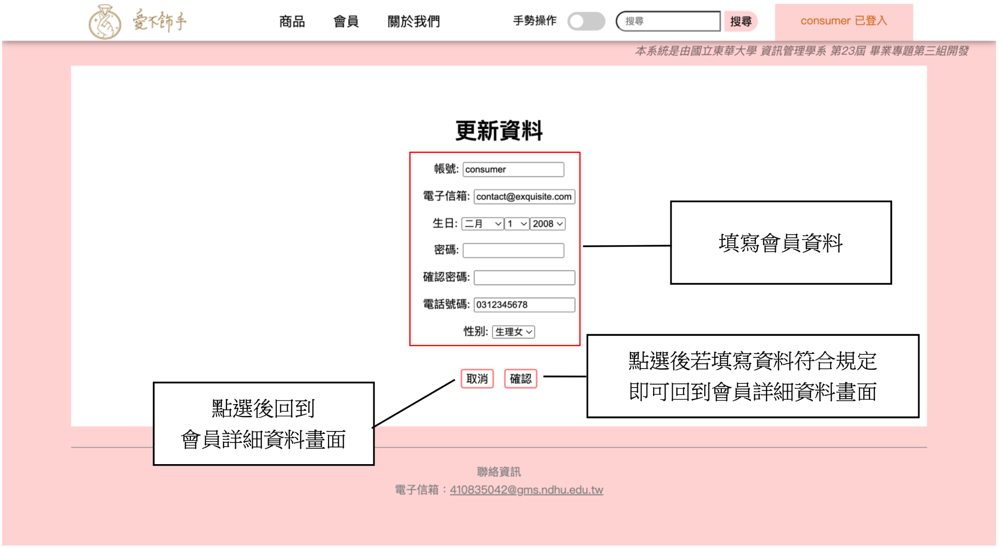 愛不飾手
商品 會員 關於我們 手勢操作 搜尋 搜尋 consumer 已登入
本系統是由國立東華大學 資訊管理學系 第23屆 畢業專題第三組開發
更新資料
帳號: consumer
電子信箱: contact@exquisite.com
生日: 二月 1 2008
密碼:
確認密碼:
電話號碼: 0312345678
性別: 生理女
填寫會員資料
取消 確認
點選後若填寫資料符合規定
即可回到會員詳細資料畫面
點選後回到
會員詳細資料畫面
聯絡資訊
電子信箱：410835042@gms.ndhu.edu.tw